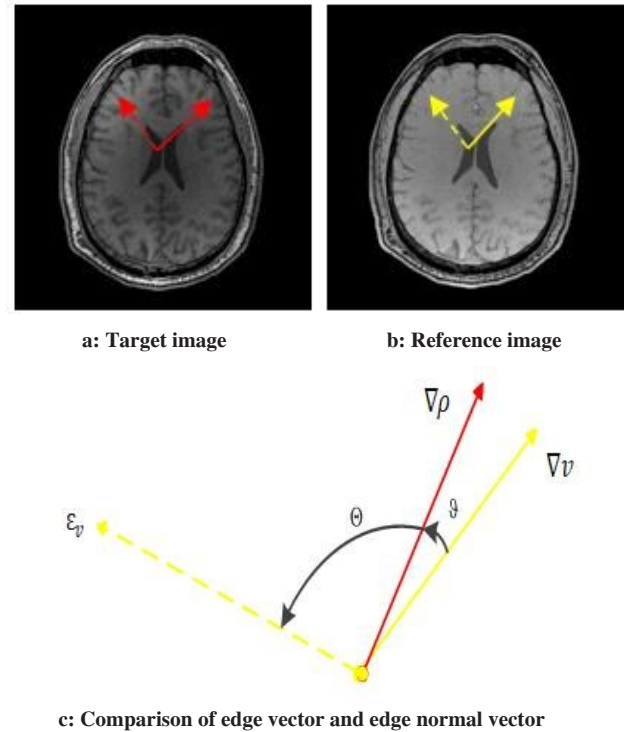 a: Target image
b: Reference image
∇ρ
∇v
ϑ
Θ
ε_v
c: Comparison of edge vector and edge normal vector